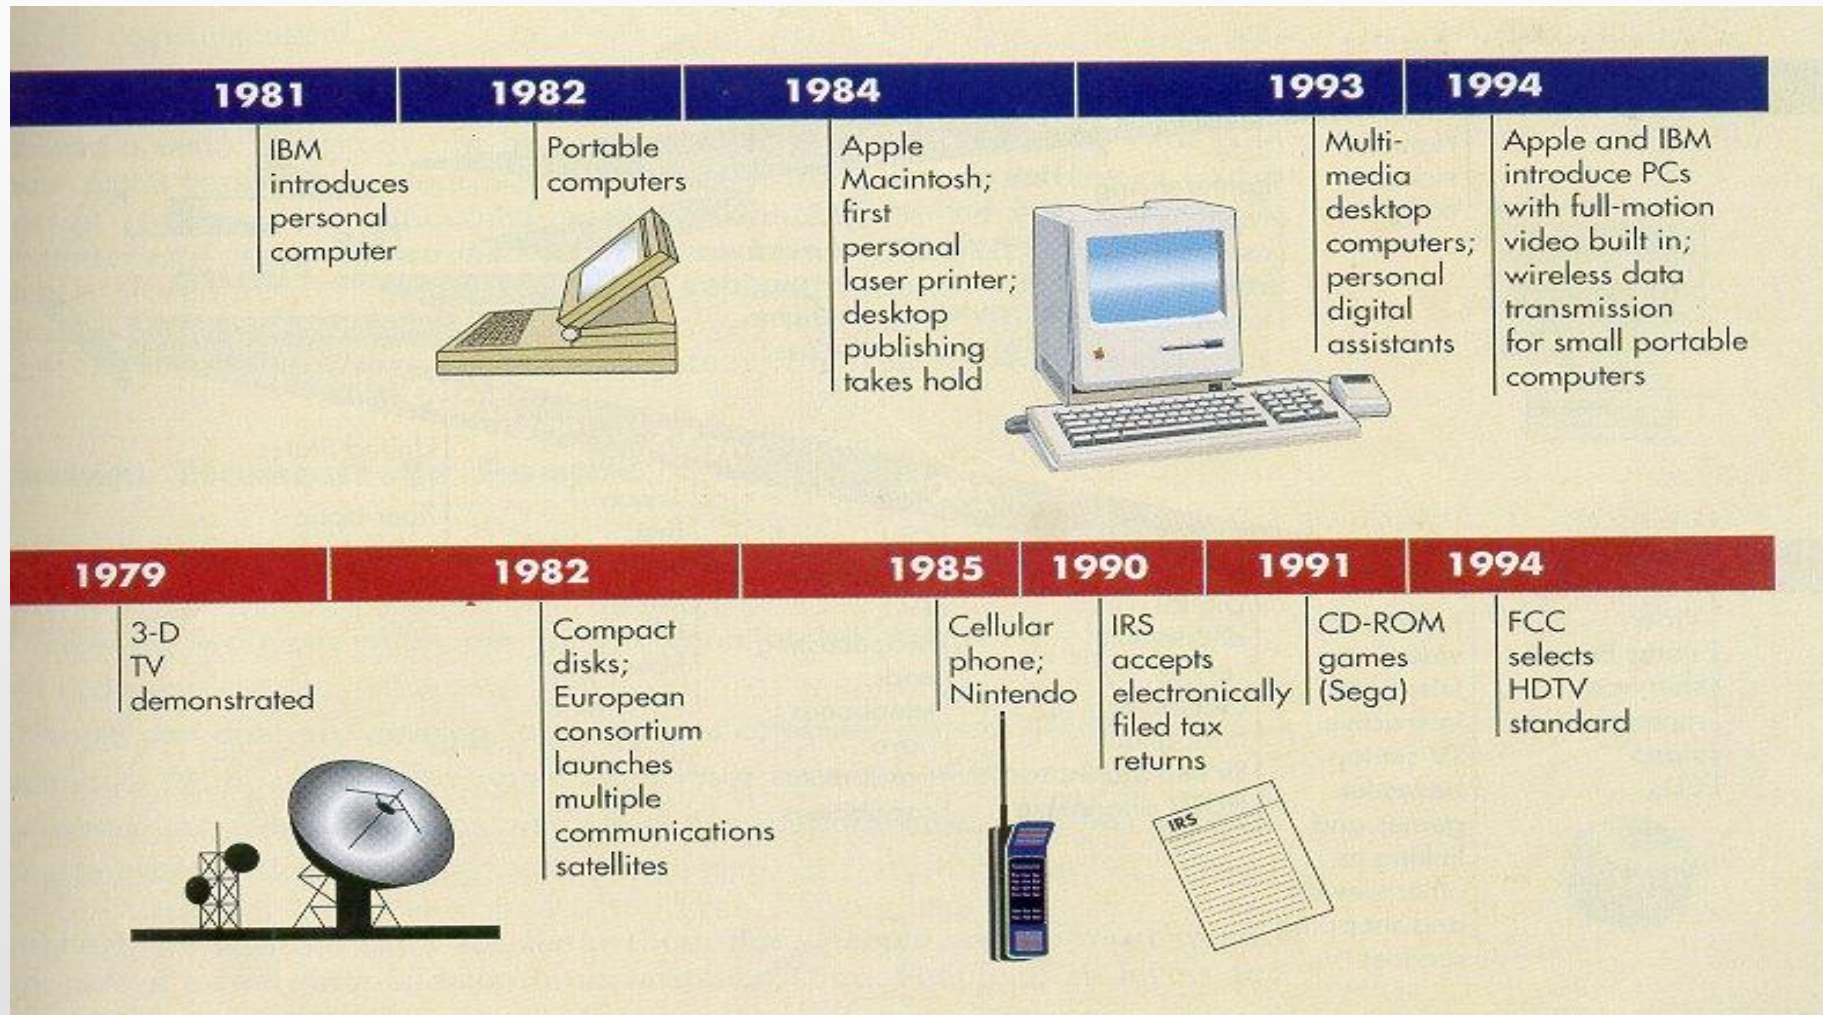 1981
IBM
introduces
personal
computer
1982
Portable
computers
1984
Apple
Macintosh;
first
personal
laser printer;
desktop
publishing
takes hold
1993
Multi-
media
desktop
computers;
personal
digital
assistants
1994
Apple and IBM
introduce PCs
with full-motion
video built in;
wireless data
transmission
for small portable
computers
1979
3-D
TV
demonstrated
1982
Compact
disks;
European
consortium
launches
multiple
communications
satellites
1985
Cellular
phone;
Nintendo
1990
IRS
accepts
electronically
filed tax
returns
IRS
1991
CD-ROM
games
(Sega)
1994
FCC
selects
HDTV
standard